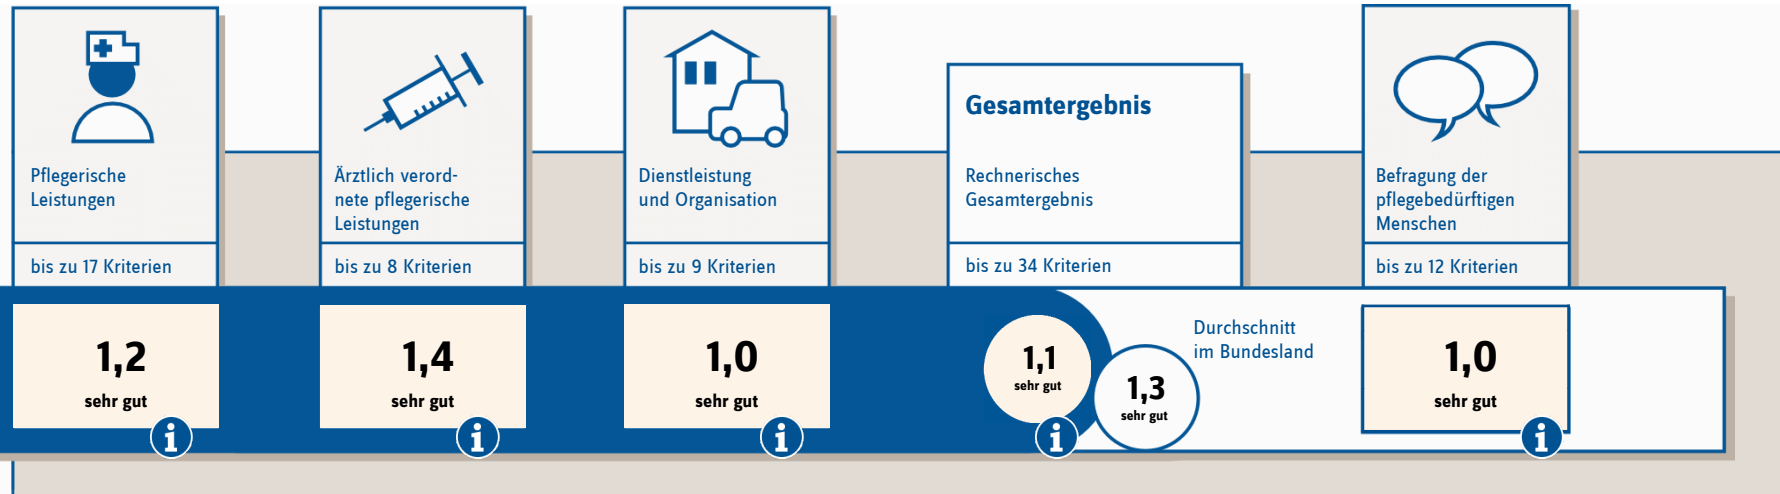 Pflegerische
Leistungen
bis zu 17 Kriterien
1,2
sehr gut
i
Ärztlich verord-
nete pflegerische
Leistungen
bis zu 8 Kriterien
1,4
sehr gut
i
Dienstleistung
und Organisation
bis zu 9 Kriterien
1,0
sehr gut
i
Gesamtergebnis
Rechnerisches
Gesamtergebnis
bis zu 34 Kriterien
1,1
sehr gut
i
1,3
sehr gut
Durchschnitt
im Bundesland
Befragung der
pflegebedürftigen
Menschen
bis zu 12 Kriterien
1,0
sehr gut
i